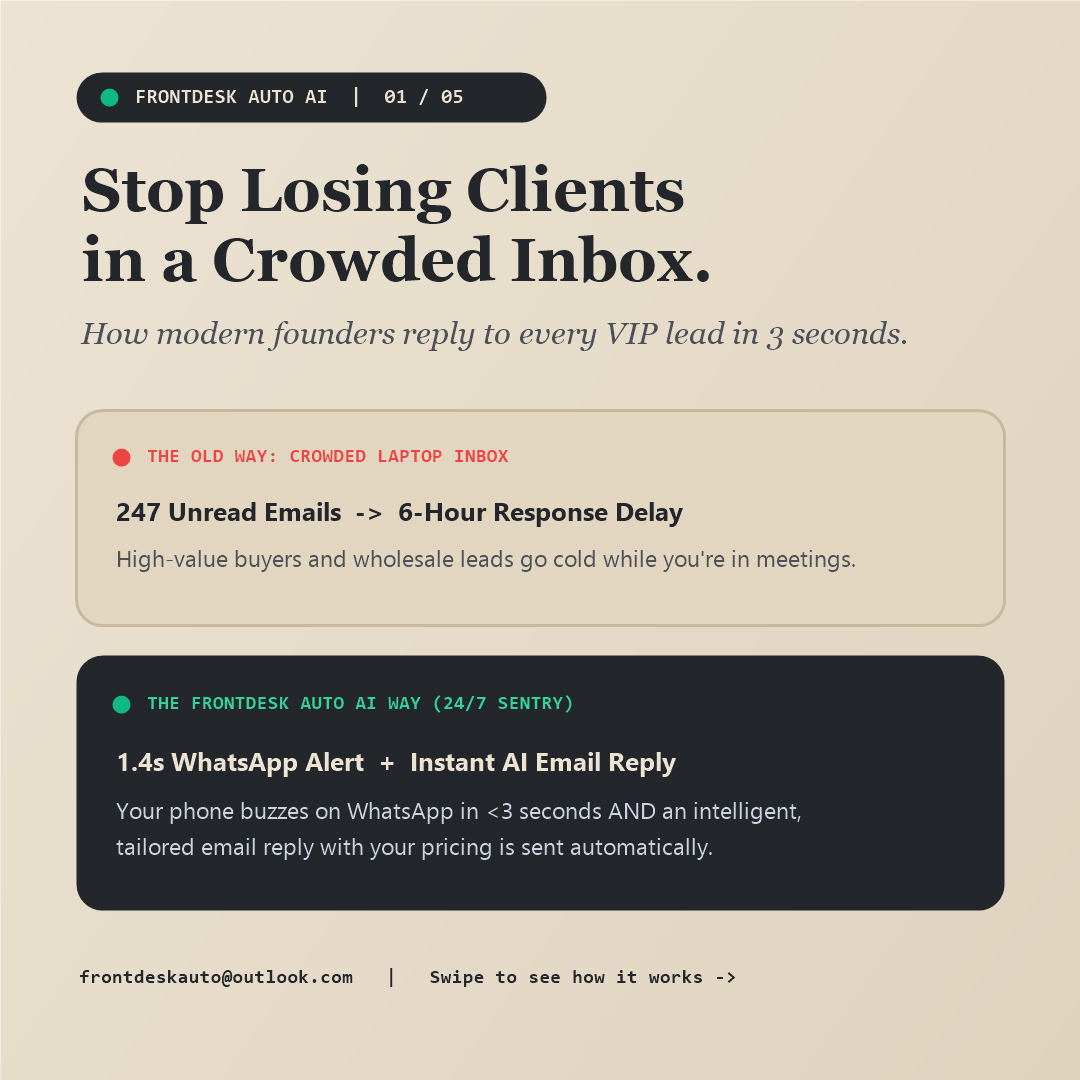 FRONTDESK AUTO AI | 01 / 05
Stop Losing Clients
in a Crowded Inbox.
How modern founders reply to every VIP lead in 3 seconds.
THE OLD WAY: CROWDED LAPTOP INBOX
247 Unread Emails -> 6-Hour Response Delay
High-value buyers and wholesale leads go cold while you're in meetings.
THE FRONTDESK AUTO AI WAY (24/7 SENTRY)
1.4s WhatsApp Alert + Instant AI Email Reply
Your phone buzzes on WhatsApp in <3 seconds AND an intelligent,
tailored email reply with your pricing is sent automatically.
frontdeskauto@outlook.com | Swipe to see how it works ->